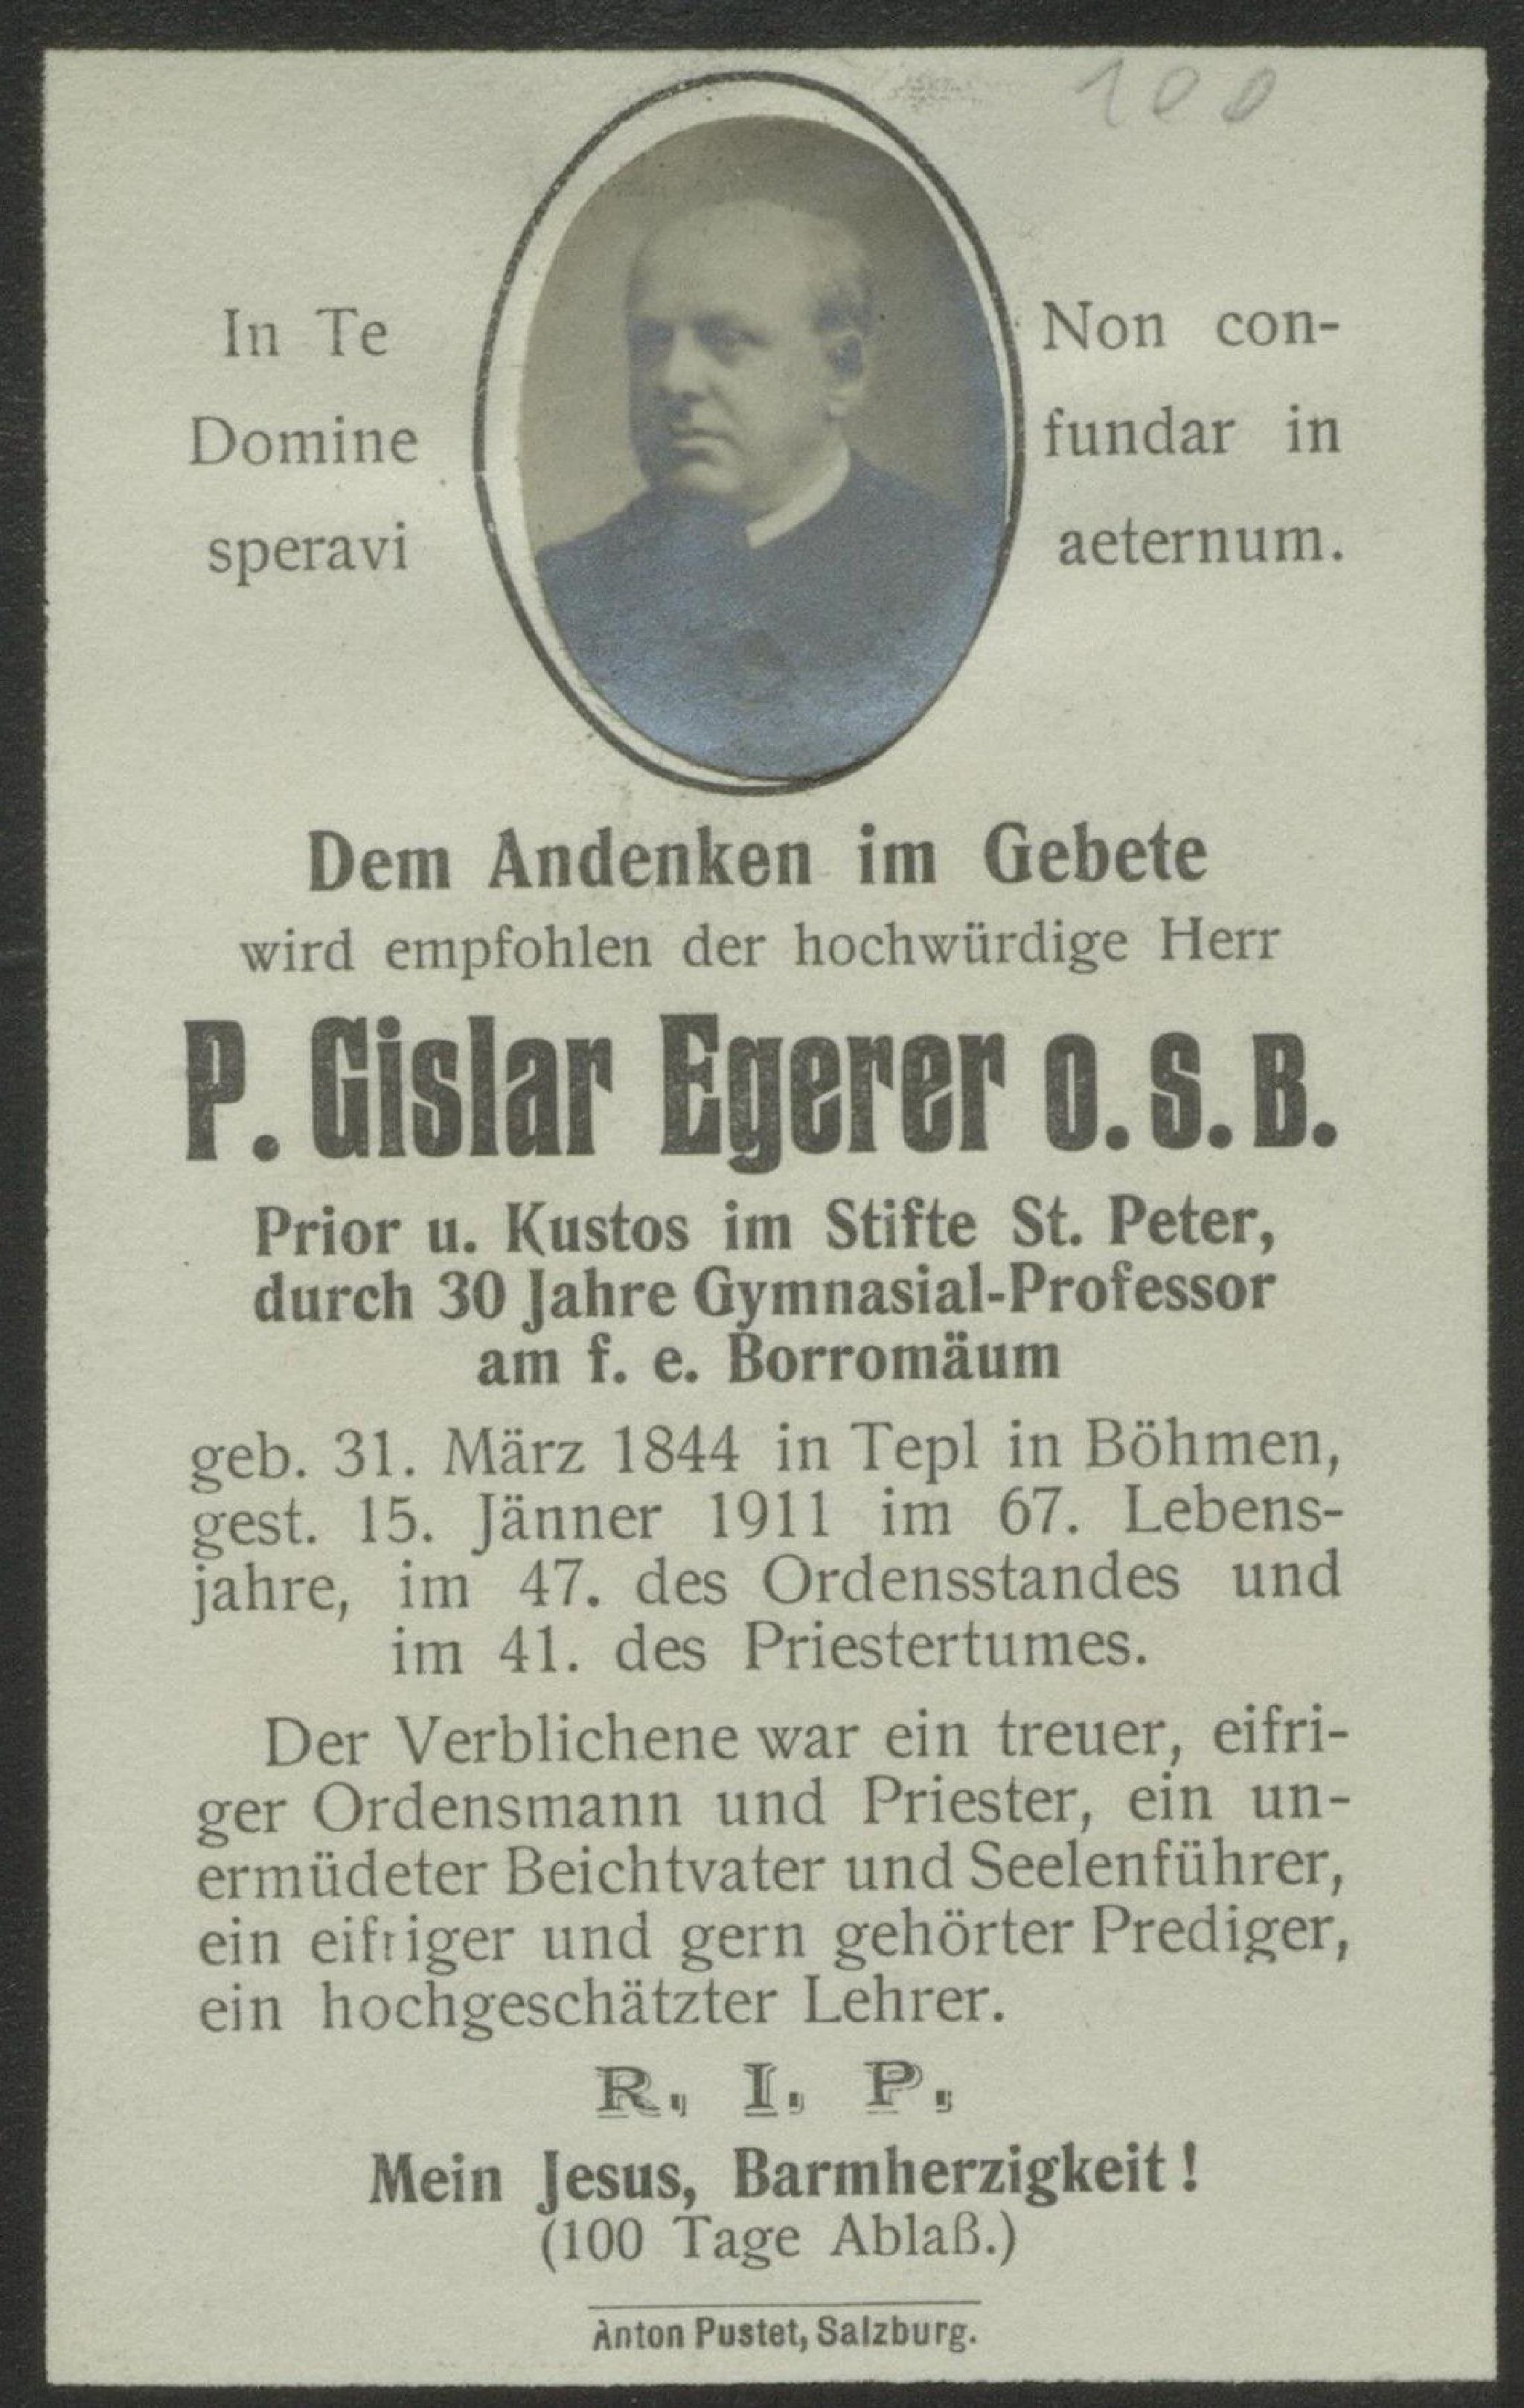 100
In Te
Domine
speravi
Non con-
fundar in
aeternum.
Dem Andenken im Gebete
wird empfohlen der hochwürdige Herr
P. Gislar Egerer O. S. B.
Prior u. Kustos im Stifte St. Peter,
durch 30 Jahre Gymnasial-Professor
am f. e. Borromäum
geb. 31. März 1844 in Tepl in Böhmen,
gest. 15. Jänner 1911 im 67. Lebens-
jahre, im 47. des Ordensstandes und
im 41. des Priestertumes.
Der Verblichene war ein treuer, eifri-
ger Ordensmann und Priester, ein un-
ermüdeter Beichtvater und Seelenführer,
ein eifriger und gern gehörter Prediger,
ein hochgeschätzter Lehrer.
R. I. P.
Mein Jesus, Barmherzigkeit!
(100 Tage Ablaß.)
Anton Pustet, Salzburg.